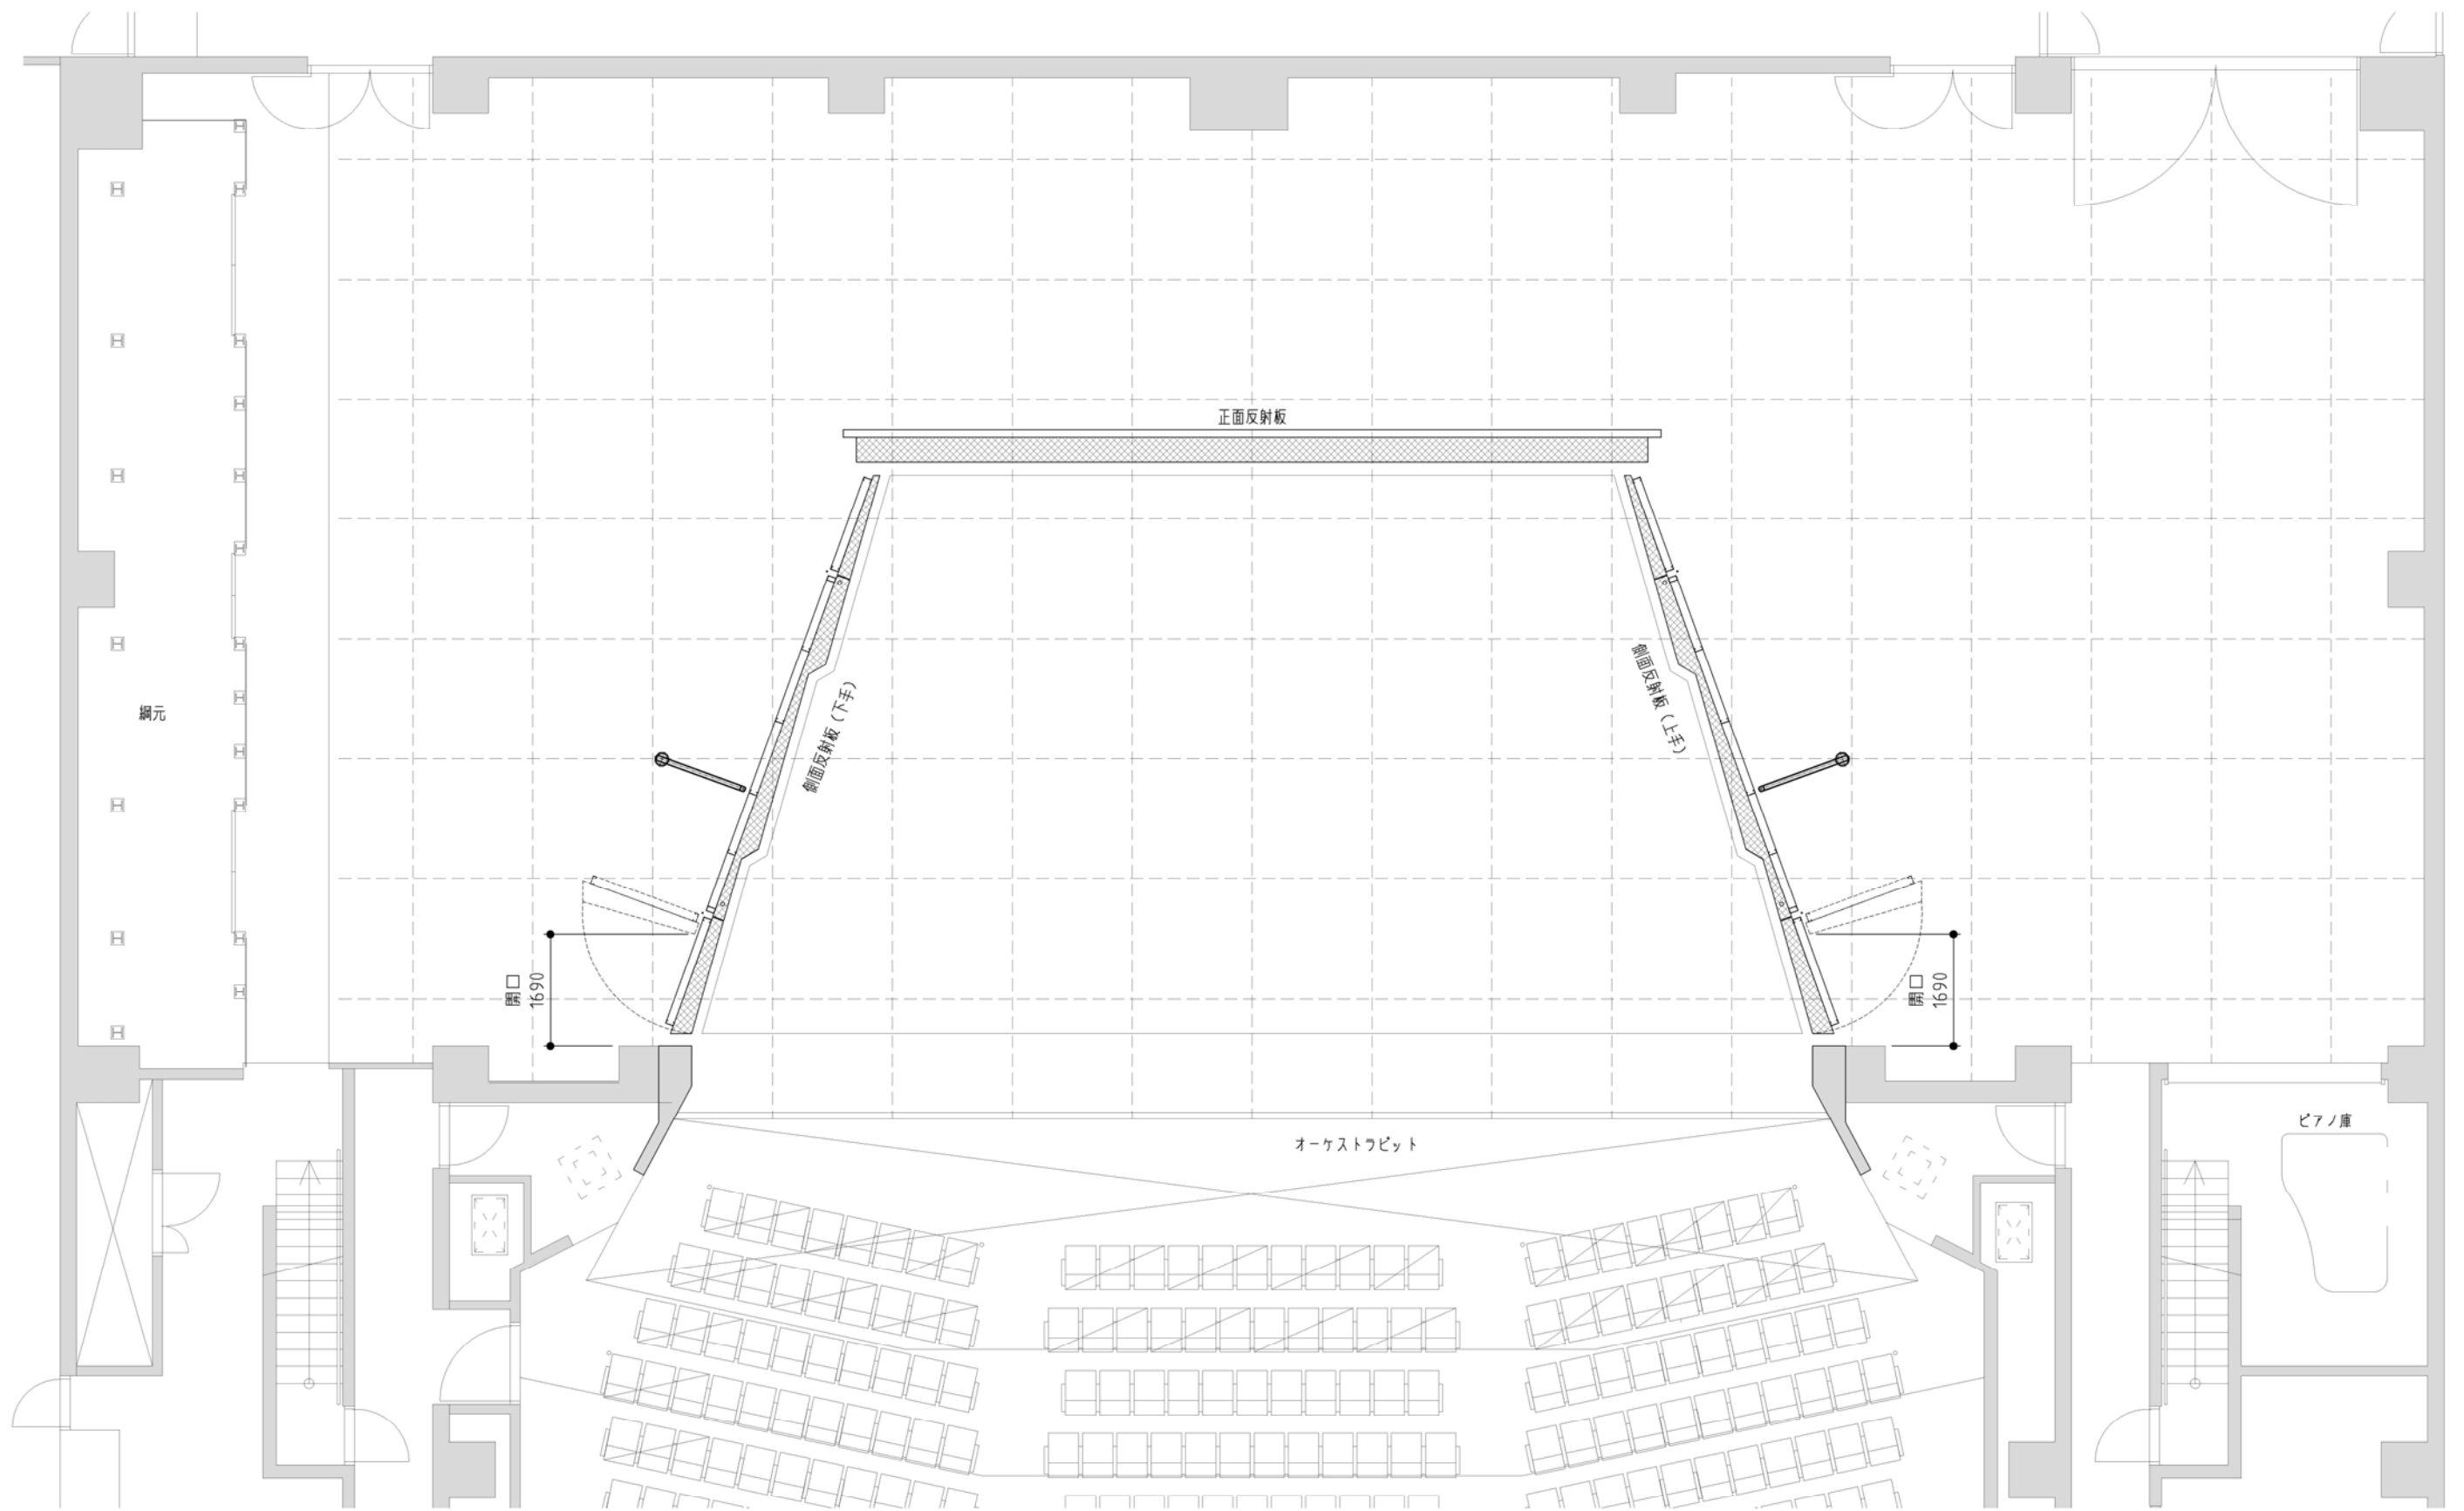 正面反射板
側面反射板（下手）
側面反射板（上手）
綱元
開口
1690
開口
1690
オーケストラピット
ピアノ庫